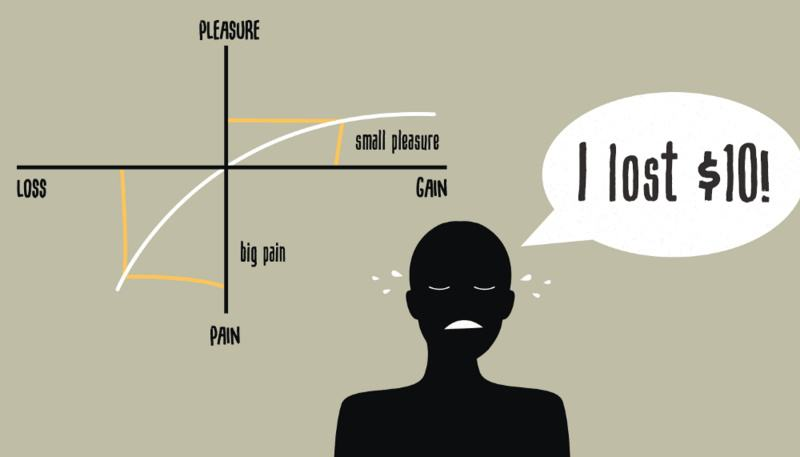 PLEASURE
small pleasure
LOSS
GAIN
big pain
PAIN
I lost $10!